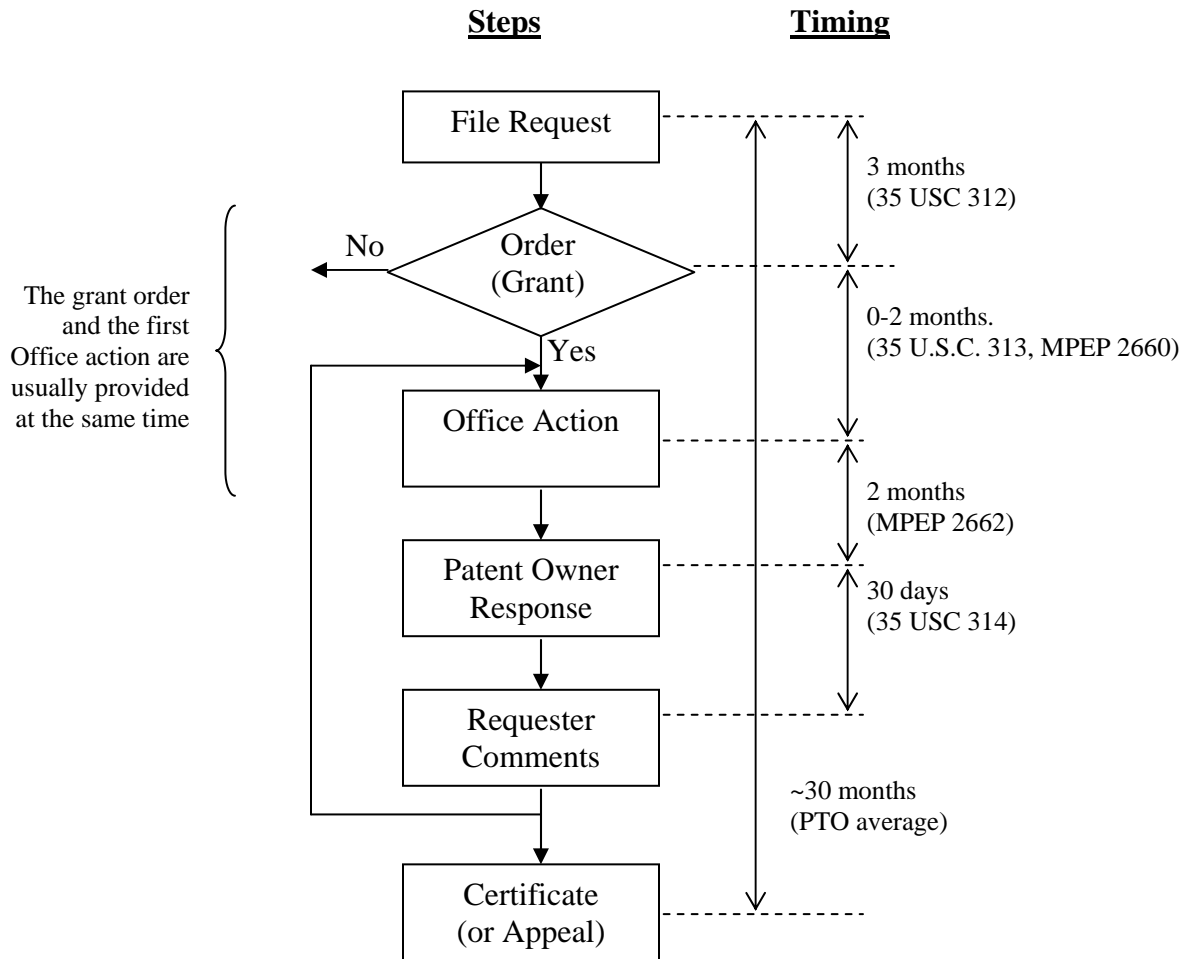 Steps
Timing
File Request
3 months
(35 USC 312)
No
Order
(Grant)
The grant order
and the first
Office action are
usually provided
at the same time
0-2 months.
(35 U.S.C. 313, MPEP 2660)
Yes
Office Action
2 months
(MPEP 2662)
Patent Owner
Response
30 days
(35 USC 314)
Requester
Comments
~30 months
(PTO average)
Certificate
(or Appeal)